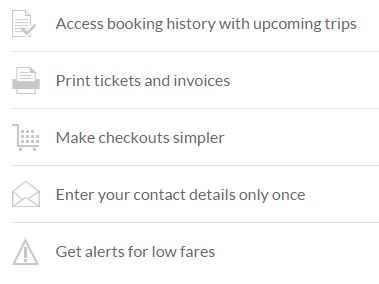 Access booking history with upcoming trips
Print tickets and invoices
Make checkouts simpler
Enter your contact details only once
Get alerts for low fares